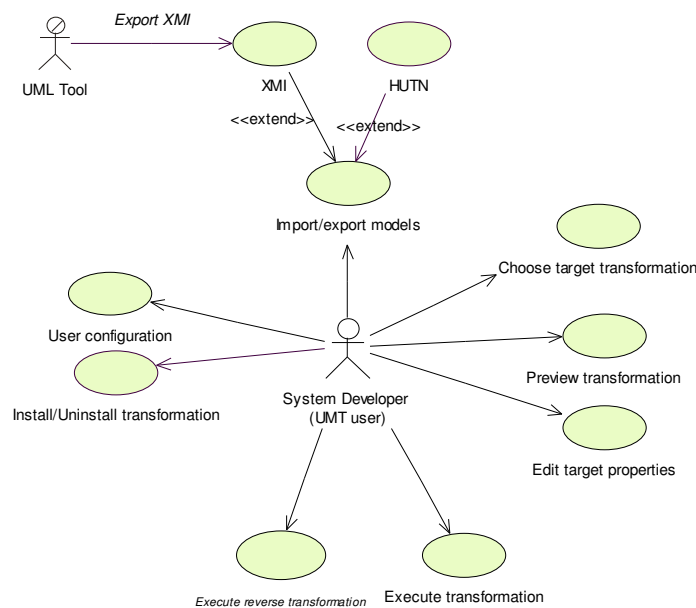 Export XMI
UML Tool
XMI
HUTN
<<extend>>
<<extend>>
Import/export models
Choose target transformation
User configuration
Preview transformation
Install/Uninstall transformation
System Developer
(UMT user)
Edit target properties
Execute reverse transformation
Execute transformation